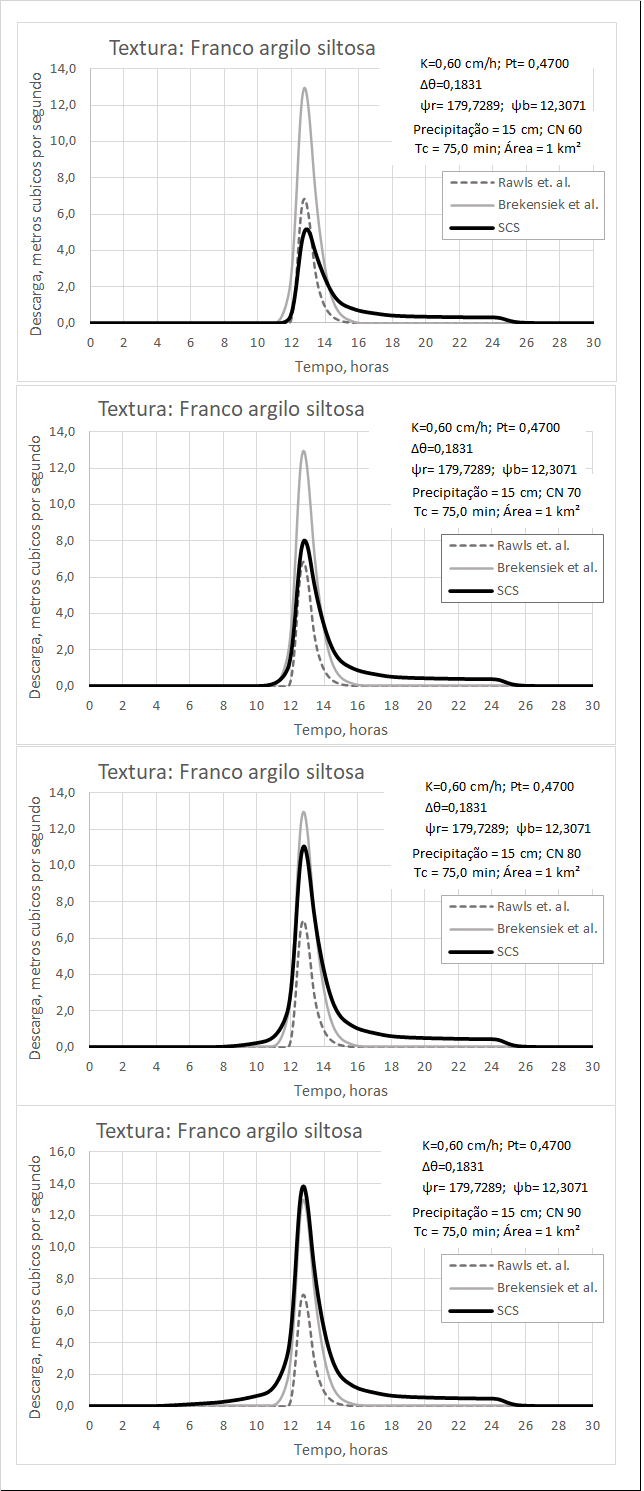 Textura: Franco argilo siltosa
K=0,60 cm/h; Pt= 0,4700
Δθ=0,1831
ψr= 179,7289; ψb= 12,3071
Precipitação = 15 cm; CN 60
Tc = 75,0 min; Área = 1 km²
Rawls et. al.
Brekensiek et al.
SCS
Descarga, metros cubicos por segundo
14,0
12,0
10,0
8,0
6,0
4,0
2,0
0,0
0 2 4 6 8 10 12 14 16 18 20 22 24 26 28 30
Tempo, horas
Textura: Franco argilo siltosa
K=0,60 cm/h; Pt= 0,4700
Δθ=0,1831
ψr= 179,7289; ψb= 12,3071
Precipitação = 15 cm; CN 70
Tc = 75,0 min; Área = 1 km²
Rawls et. al.
Brekensiek et al.
SCS
Descarga, metros cubicos por segundo
14,0
12,0
10,0
8,0
6,0
4,0
2,0
0,0
0 2 4 6 8 10 12 14 16 18 20 22 24 26 28 30
Tempo, horas
Textura: Franco argilo siltosa
K=0,60 cm/h; Pt= 0,4700
Δθ=0,1831
ψr= 179,7289; ψb= 12,3071
Precipitação = 15 cm; CN 80
Tc = 75,0 min; Área = 1 km²
Rawls et. al.
Brekensiek et al.
SCS
Descarga, metros cubicos por segundo
14,0
12,0
10,0
8,0
6,0
4,0
2,0
0,0
0 2 4 6 8 10 12 14 16 18 20 22 24 26 28 30
Tempo, horas
Textura: Franco argilo siltosa
K=0,60 cm/h; Pt= 0,4700
Δθ=0,1831
ψr= 179,7289; ψb= 12,3071
Precipitação = 15 cm; CN 90
Tc = 75,0 min; Área = 1 km²
Rawls et. al.
Brekensiek et al.
SCS
Descarga, metros cubicos por segundo
16,0
14,0
12,0
10,0
8,0
6,0
4,0
2,0
0,0
0 2 4 6 8 10 12 14 16 18 20 22 24 26 28 30
Tempo, horas